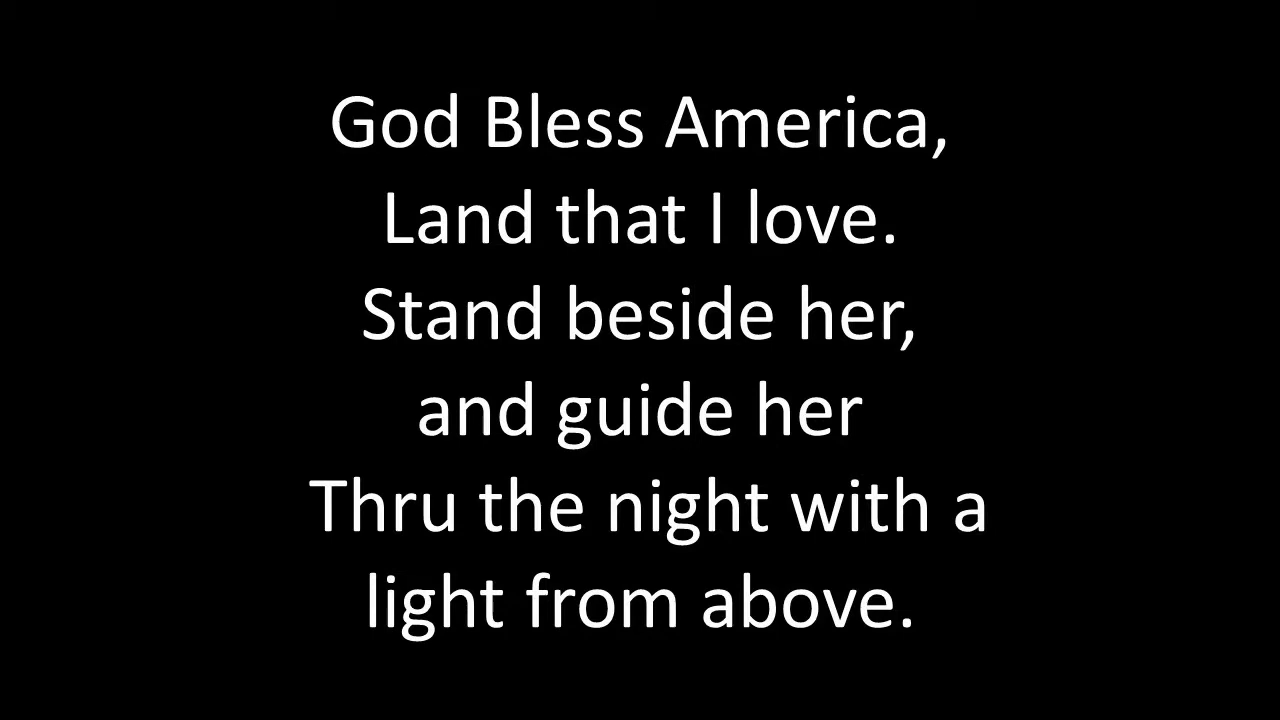 God Bless America,
Land that I love.
Stand beside her,
and guide her
Thru the night with a
light from above.